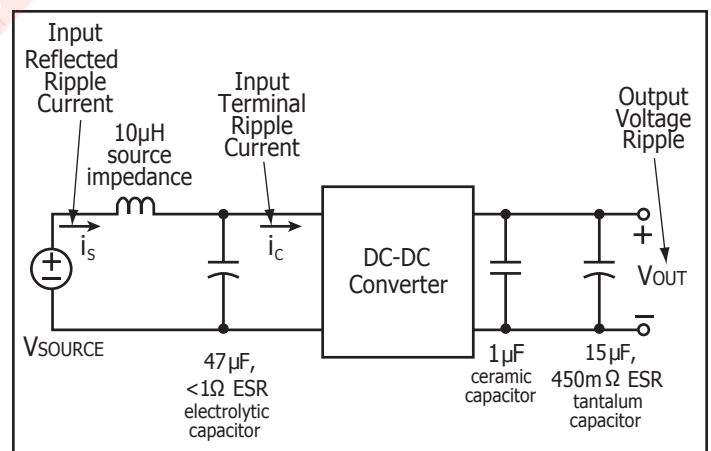 Input
Reflected
Ripple
Current
Input
Terminal
Ripple
Current
Output
Voltage
Ripple
10µH
source
impedance
iS
iC
DC-DC
Converter
+
VOUT
−
VSOURCE
47µF,
<1Ω ESR
electrolytic
capacitor
1µF
ceramic
capacitor
15µF,
450mΩ ESR
tantalum
capacitor